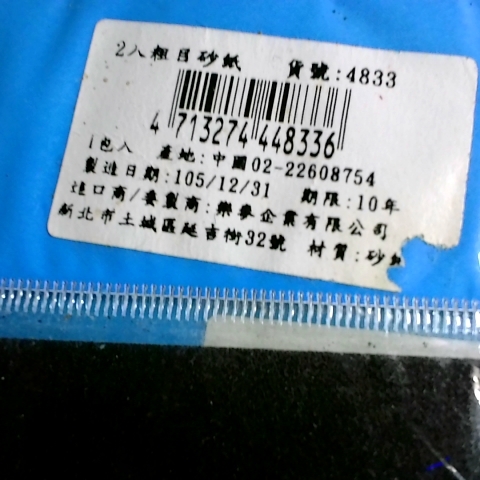 2入粗目砂紙 貨號:4833
4 713274 448336
1包入 產地:中國 02-22608754
製造日期:105/12/31 期限:10年
進口商/委製商:樂麥企業有限公司
新北市土城區延吉街32號 材質:砂